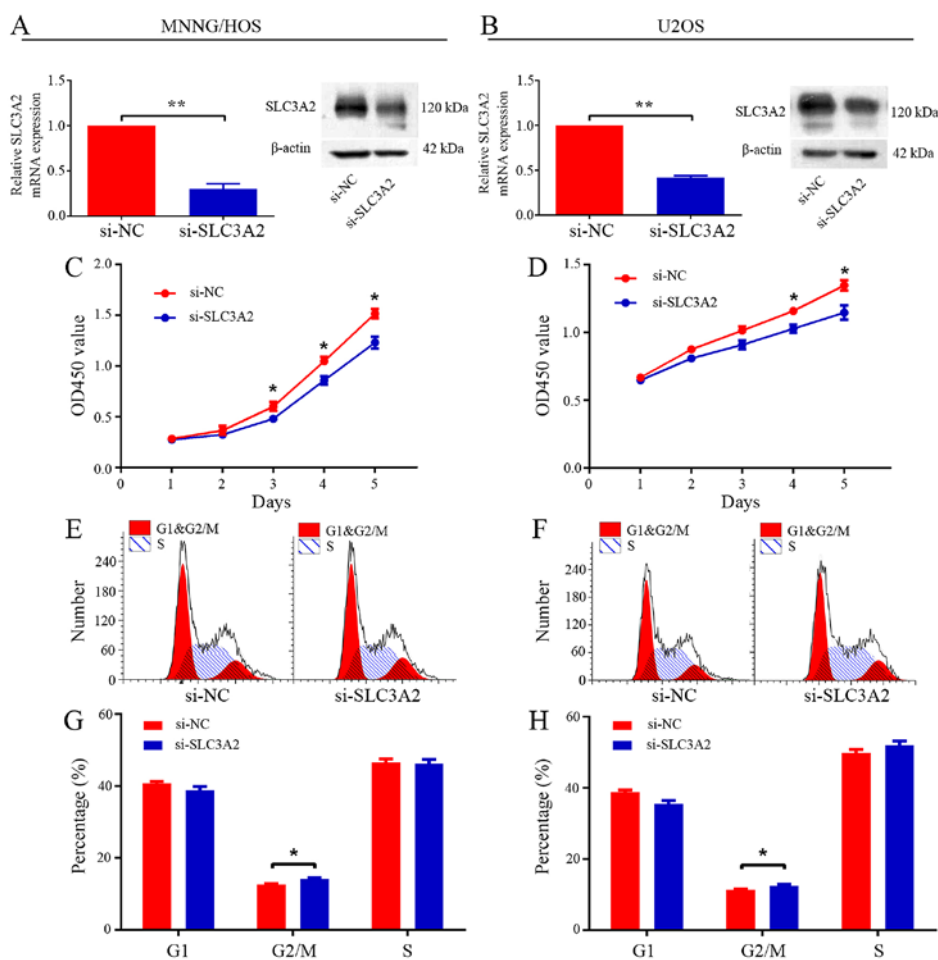 A MNNG/HOS
B U2OS
Relative SLC3A2
mRNA expression
1.5
1.0
0.5
0.0
**
si-NC si-SLC3A2
SLC3A2 120 kDa
β-actin 42 kDa
si-NC
si-SLC3A2
Relative SLC3A2
mRNA expression
1.5
1.0
0.5
0.0
**
si-NC si-SLC3A2
SLC3A2 120 kDa
β-actin 42 kDa
si-NC
si-SLC3A2
C
OD450 value
2.0
1.5
1.0
0.5
0.0
si-NC
si-SLC3A2
* * *
0 1 2 3 4 5
Days
D
OD450 value
1.5
1.0
0.5
0.0
si-NC
si-SLC3A2
* *
0 1 2 3 4 5
Days
E
Number
240
180
120
60
0
G1&G2/M
S
G1&G2/M
S
si-NC si-SLC3A2
F
Number
240
180
120
60
0
G1&G2/M
S
G1&G2/M
S
si-NC si-SLC3A2
G
Percentage (%)
60
40
20
0
si-NC
si-SLC3A2
*
G1 G2/M S
H
Percentage (%)
60
40
20
0
si-NC
si-SLC3A2
*
G1 G2/M S